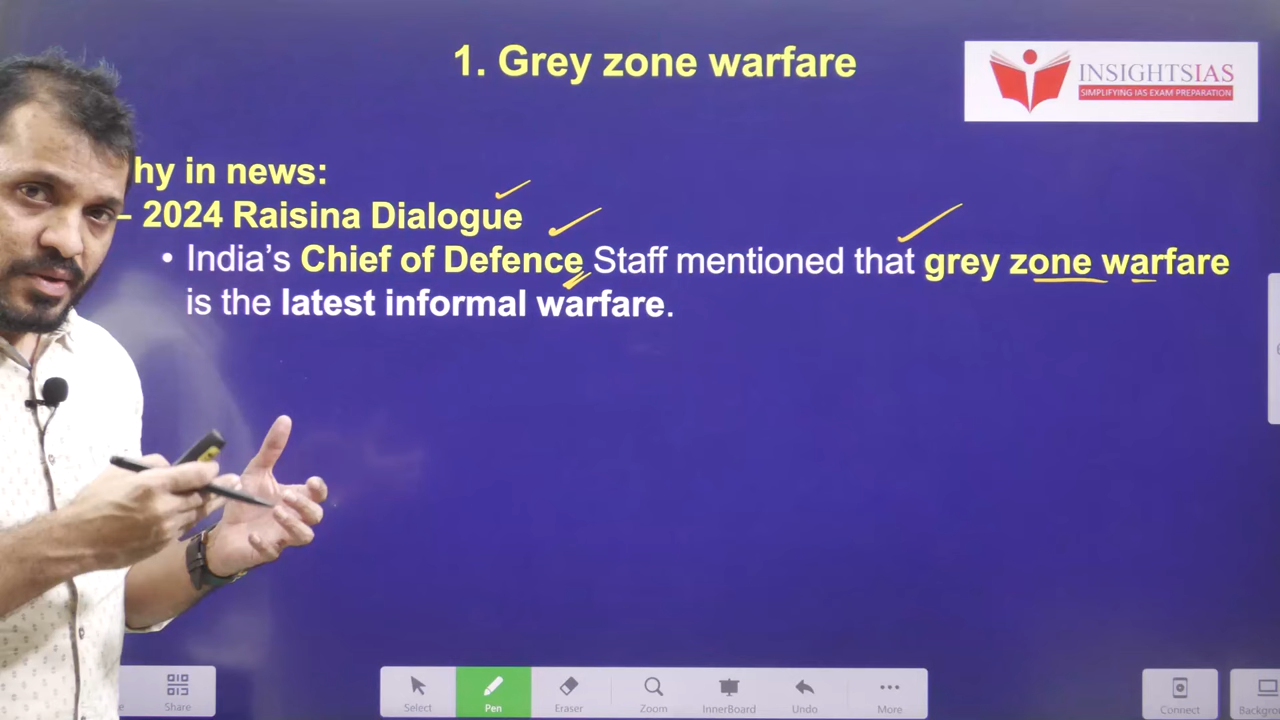 1. Grey zone warfare
INSIGHTSIAS
SIMPLIFYING IAS EXAM PREPARATION
hy in news:
– 2024 Raisina Dialogue
• India's Chief of Defence Staff mentioned that grey zone warfare
is the latest informal warfare.
Share
Select
Pen
Eraser
Zoom
InnerBoard
Undo
More
Connect
Backgro